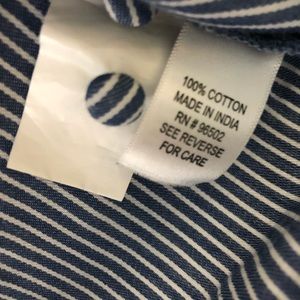 100% COTTON
MADE IN INDIA
RN # 96502
SEE REVERSE
FOR CARE